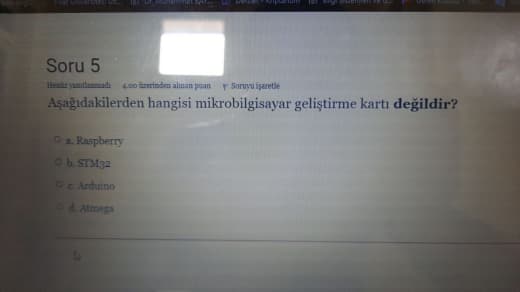 Soru 5
Henüz yanıtlanmadı 4,00 üzerinden alınan puan Soruyu işaretle
Aşağıdakilerden hangisi mikrobilgisayar geliştirme kartı değildir?
a. Raspberry
b. STM32
c. Arduino
d. Atmega